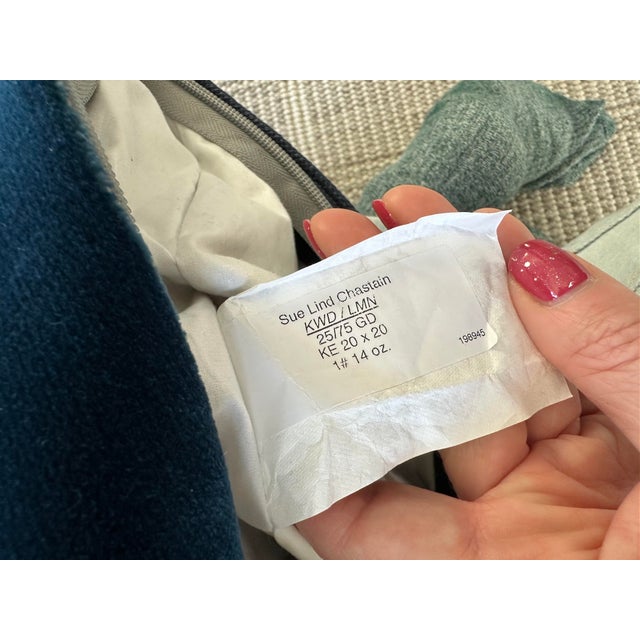 Sue Lind Chastain
KWD / LMN
25/75 GD
KE 20 x 20
1# 14 oz.
198945